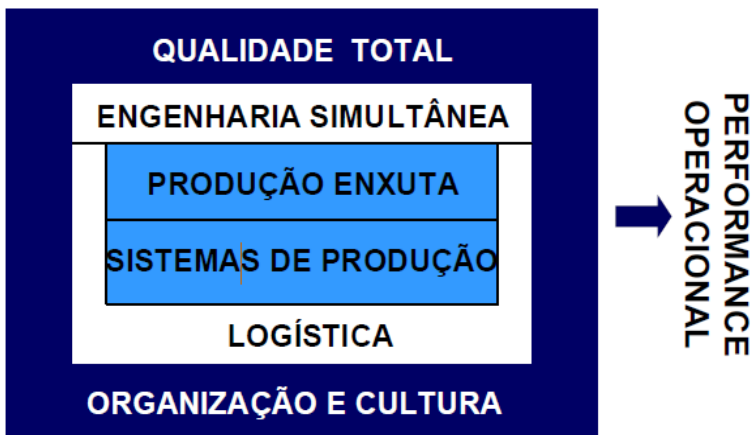 QUALIDADE TOTAL
ENGENHARIA SIMULTÂNEA
PRODUÇÃO ENXUTA
SISTEMAS DE PRODUÇÃO
LOGÍSTICA
ORGANIZAÇÃO E CULTURA
PERFORMANCE
OPERACIONAL